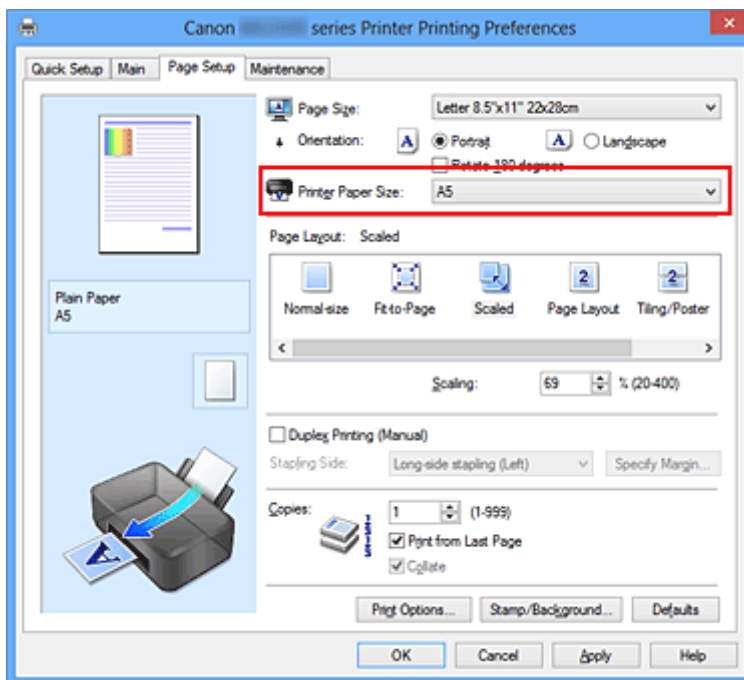 Canon series Printer Printing Preferences
Quick Setup Main Page Setup Maintenance
Page Size: Letter 8.5"x11" 22x28cm
Orientation: A Portrait A Landscape
Rotate 180 degrees
Printer Paper Size: A5
Page Layout: Scaled
Normal-size Fit-to-Page Scaled Page Layout Tiling/Poster
Plain Paper
A5
Scaling: 69 % (20-400)
Duplex Printing (Manual)
Stapling Side: Long-side stapling (Left) Specify Margin...
Copies: 1 (1-999)
Print from Last Page
Collate
Print Options... Stamp/Background... Defaults
OK Cancel Apply Help